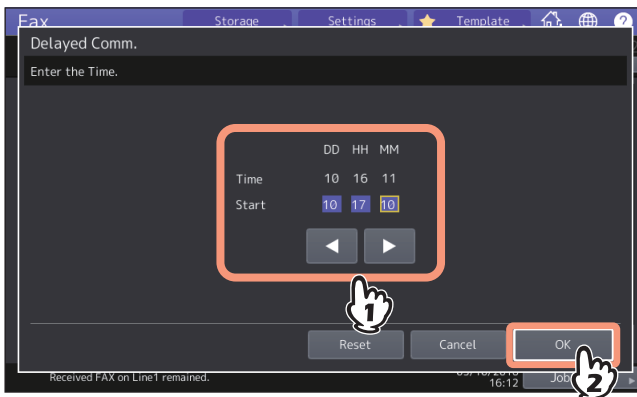 Fax Storage Settings Template ?
Delayed Comm.
Enter the Time.
DD HH MM
Time 10 16 11
Start 10 17 10
1
Reset Cancel OK
2
Received FAX on Line1 remained.
16:12